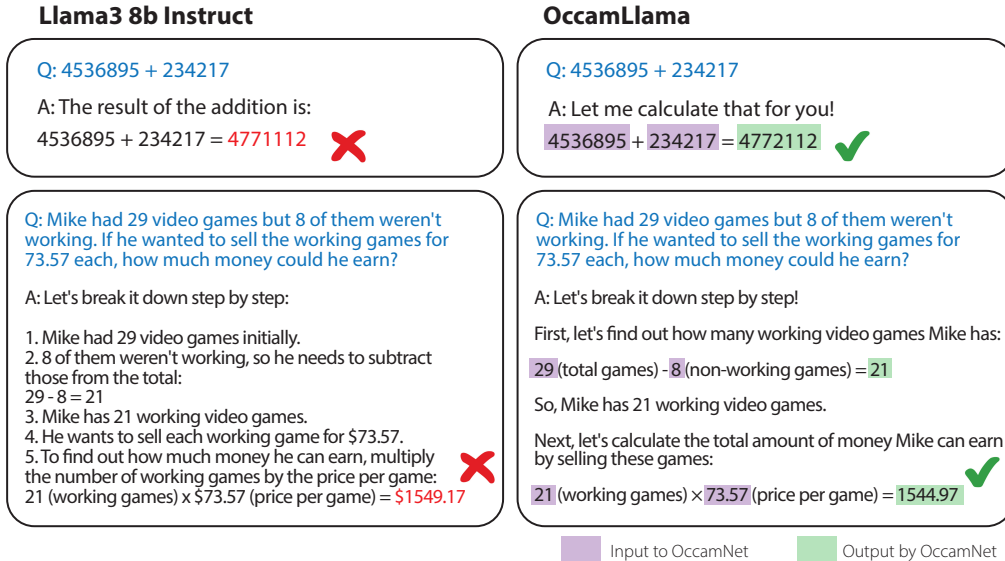 Llama3 8b Instruct
Q: 4536895 + 234217
A: The result of the addition is:
4536895 + 234217 = 4771112
Q: Mike had 29 video games but 8 of them weren't
working. If he wanted to sell the working games for
73.57 each, how much money could he earn?
A: Let's break it down step by step:
1. Mike had 29 video games initially.
2. 8 of them weren't working, so he needs to subtract
those from the total:
29 - 8 = 21
3. Mike has 21 working video games.
4. He wants to sell each working game for $73.57.
5. To find out how much money he can earn, multiply
the number of working games by the price per game:
21 (working games) x $73.57 (price per game) = $1549.17
OccamLlama
Q: 4536895 + 234217
A: Let me calculate that for you!
4536895 + 234217 = 4772112
Q: Mike had 29 video games but 8 of them weren't
working. If he wanted to sell the working games for
73.57 each, how much money could he earn?
A: Let's break it down step by step!
First, let's find out how many working video games Mike has:
29 (total games) - 8 (non-working games) = 21
So, Mike has 21 working video games.
Next, let's calculate the total amount of money Mike can earn
by selling these games:
21 (working games) × 73.57 (price per game) = 1544.97
Input to OccamNet
Output by OccamNet